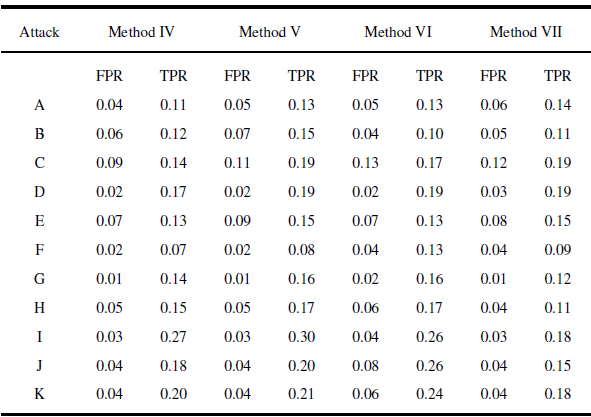 Attack Method IV Method V Method VI Method VII
FPR TPR FPR TPR FPR TPR FPR TPR
A 0.04 0.11 0.05 0.13 0.05 0.13 0.06 0.14
B 0.06 0.12 0.07 0.15 0.04 0.10 0.05 0.11
C 0.09 0.14 0.11 0.19 0.13 0.17 0.12 0.19
D 0.02 0.17 0.02 0.19 0.02 0.19 0.03 0.19
E 0.07 0.13 0.09 0.15 0.07 0.13 0.08 0.15
F 0.02 0.07 0.02 0.08 0.04 0.13 0.04 0.09
G 0.01 0.14 0.01 0.16 0.02 0.16 0.01 0.12
H 0.05 0.15 0.05 0.17 0.06 0.17 0.04 0.11
I 0.03 0.27 0.03 0.30 0.04 0.26 0.03 0.18
J 0.04 0.18 0.04 0.20 0.08 0.26 0.04 0.15
K 0.04 0.20 0.04 0.21 0.06 0.24 0.04 0.18